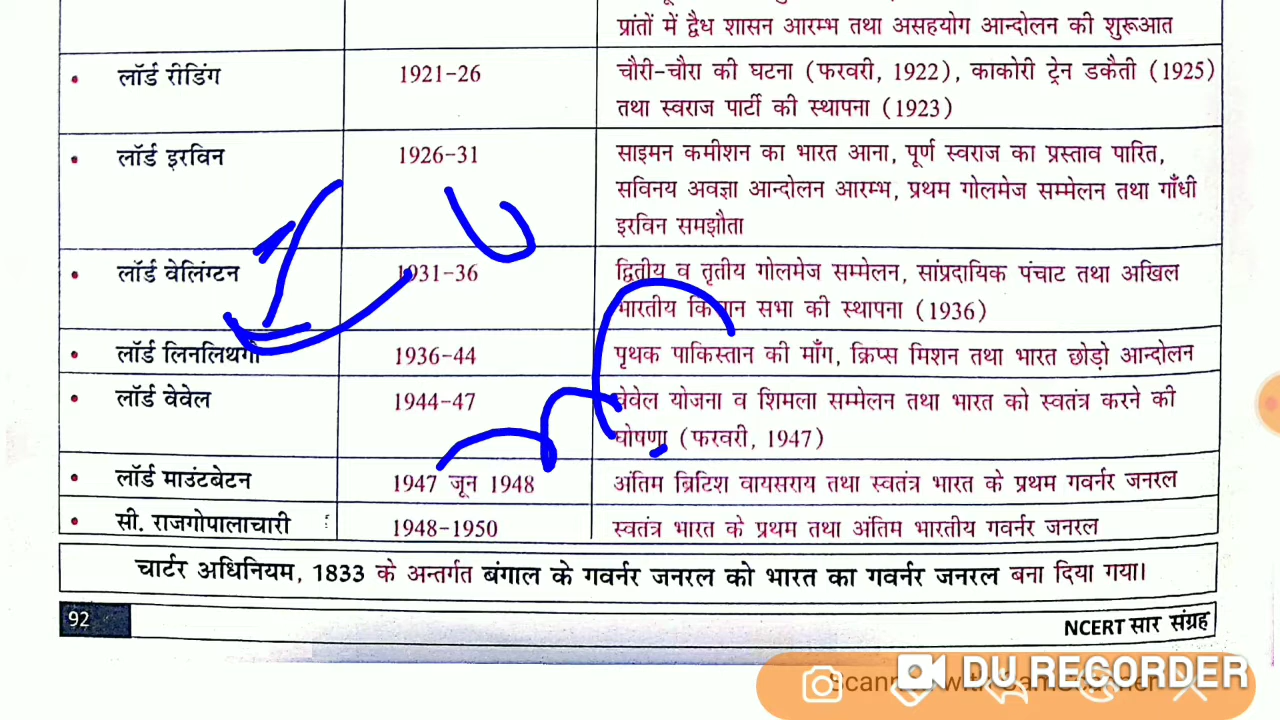 प्रांतों में द्वैध शासन आरम्भ तथा असहयोग आन्दोलन की शुरूआत
• लॉर्ड रीडिंग 1921-26 चौरी-चौरा की घटना (फरवरी, 1922), काकोरी ट्रेन डकैती (1925)
तथा स्वराज पार्टी की स्थापना (1923)
• लॉर्ड इरविन 1926-31 साइमन कमीशन का भारत आना, पूर्ण स्वराज का प्रस्ताव पारित,
सविनय अवज्ञा आन्दोलन आरम्भ, प्रथम गोलमेज सम्मेलन तथा गाँधी
इरविन समझौता
• लॉर्ड वेलिंग्टन 1931-36 द्वितीय व तृतीय गोलमेज सम्मेलन, सांप्रदायिक पंचाट तथा अखिल
भारतीय किसान सभा की स्थापना (1936)
• लॉर्ड लिनलिथगो 1936-44 पृथक पाकिस्तान की माँग, क्रिप्स मिशन तथा भारत छोड़ो आन्दोलन
• लॉर्ड वेवेल 1944-47 वेवेल योजना व शिमला सम्मेलन तथा भारत को स्वतंत्र करने की
घोषणा (फरवरी, 1947)
• लॉर्ड माउंटबेटन 1947 जून 1948 अंतिम ब्रिटिश वायसराय तथा स्वतंत्र भारत के प्रथम गवर्नर जनरल
• सी. राजगोपालाचारी 1948-1950 स्वतंत्र भारत के प्रथम तथा अंतिम भारतीय गवर्नर जनरल
चार्टर अधिनियम, 1833 के अन्तर्गत बंगाल के गवर्नर जनरल को भारत का गवर्नर जनरल बना दिया गया।
92
NCERT सार संग्रह
DU RECORDER
Scanned with CamScanner